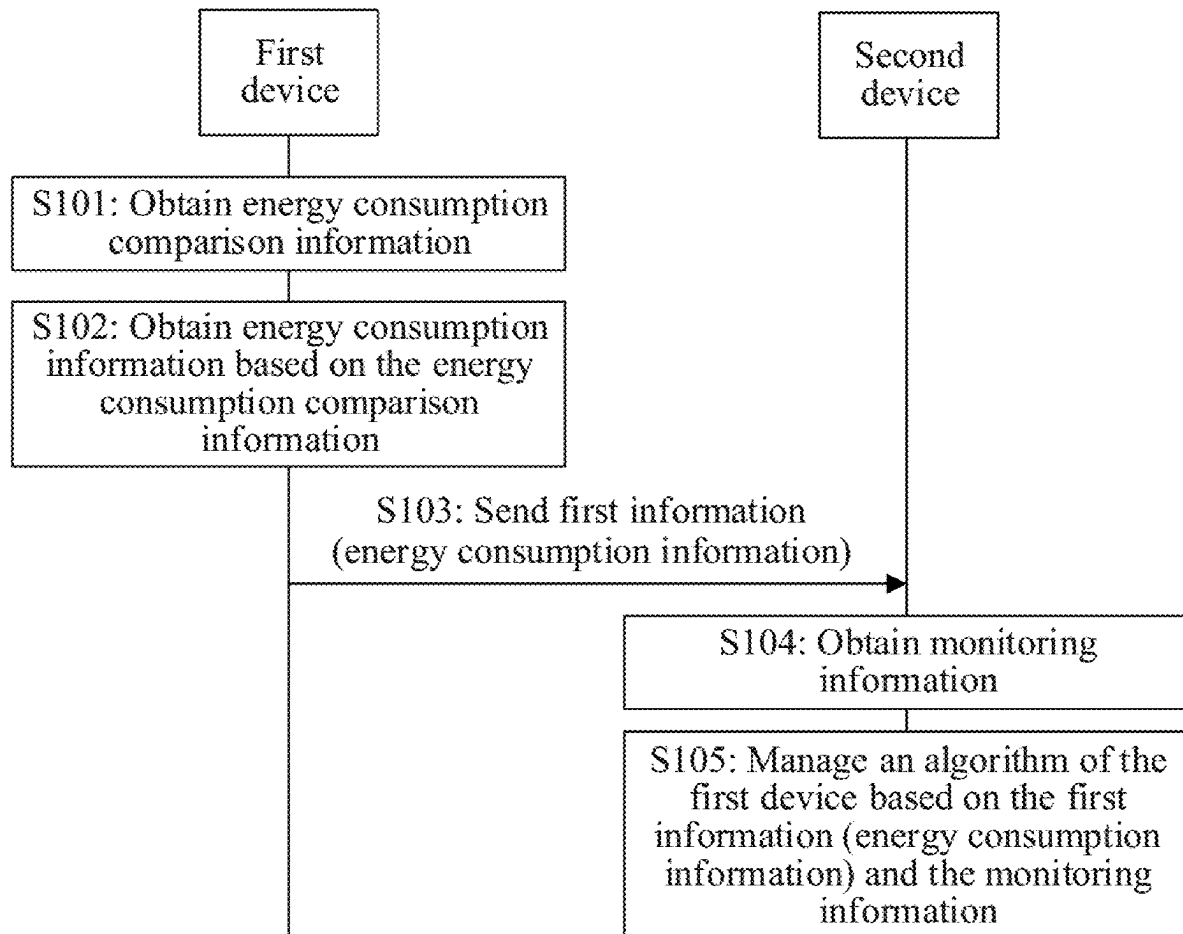 First
device
Second
device
S101: Obtain energy consumption
comparison information
S102: Obtain energy consumption
information based on the energy
consumption comparison
information
S103: Send first information
(energy consumption information)
S104: Obtain monitoring
information
S105: Manage an algorithm of the
first device based on the first
information (energy consumption
information) and the monitoring
information